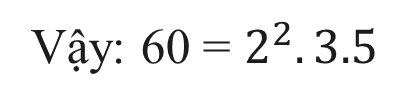 Vậy: 60 = 2². 3.5